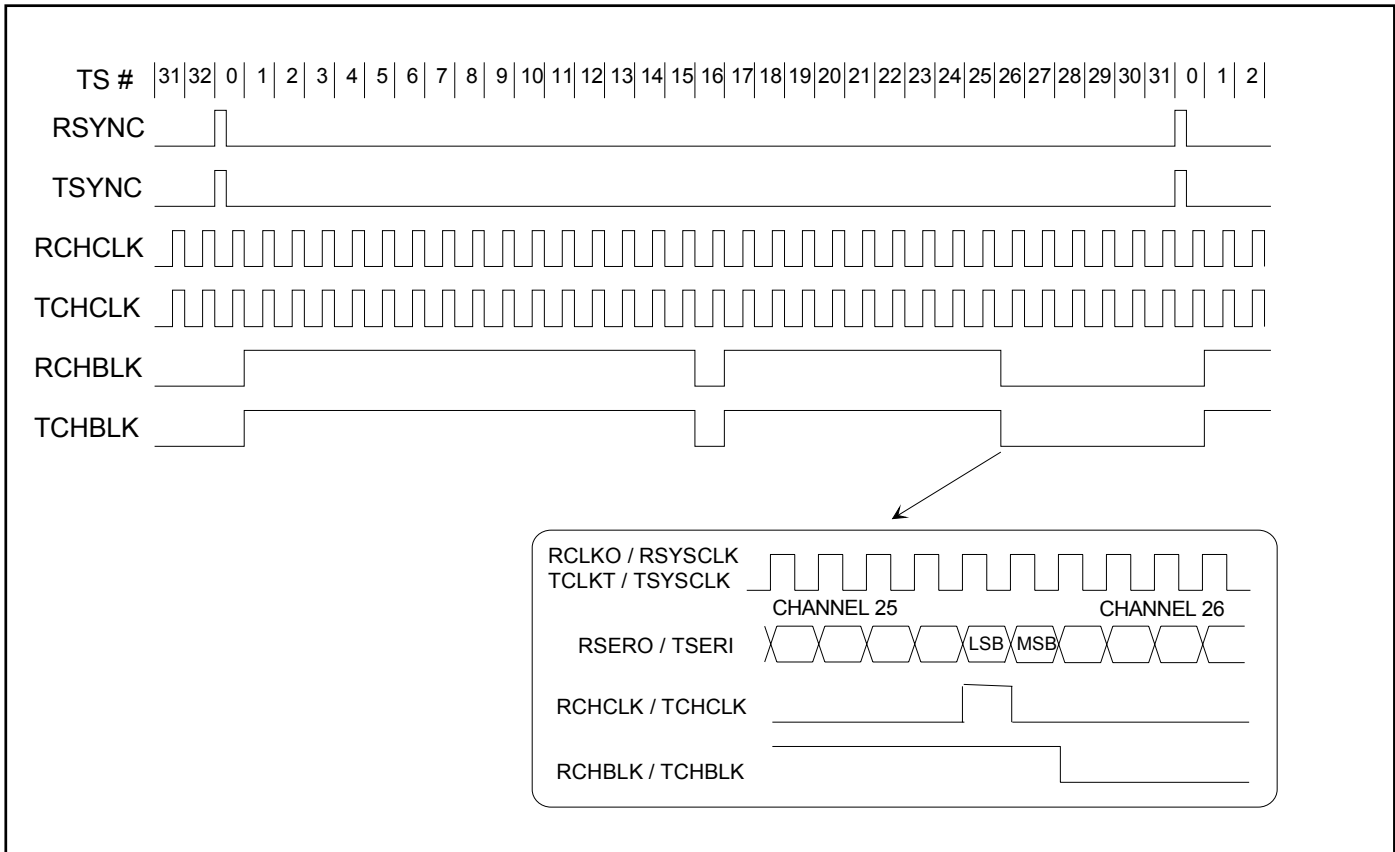 TS # 31 32 0 1 2 3 4 5 6 7 8 9 10 11 12 13 14 15 16 17 18 19 20 21 22 23 24 25 26 27 28 29 30 31 0 1 2
RSYNC
TSYNC
RCHCLK
TCHCLK
RCHBLK
TCHBLK
RCLKO / RSYSCLK
TCLKT / TSYSCLK
CHANNEL 25 CHANNEL 26
RSERO / TSERI LSB MSB
RCHCLK / TCHCLK
RCHBLK / TCHBLK